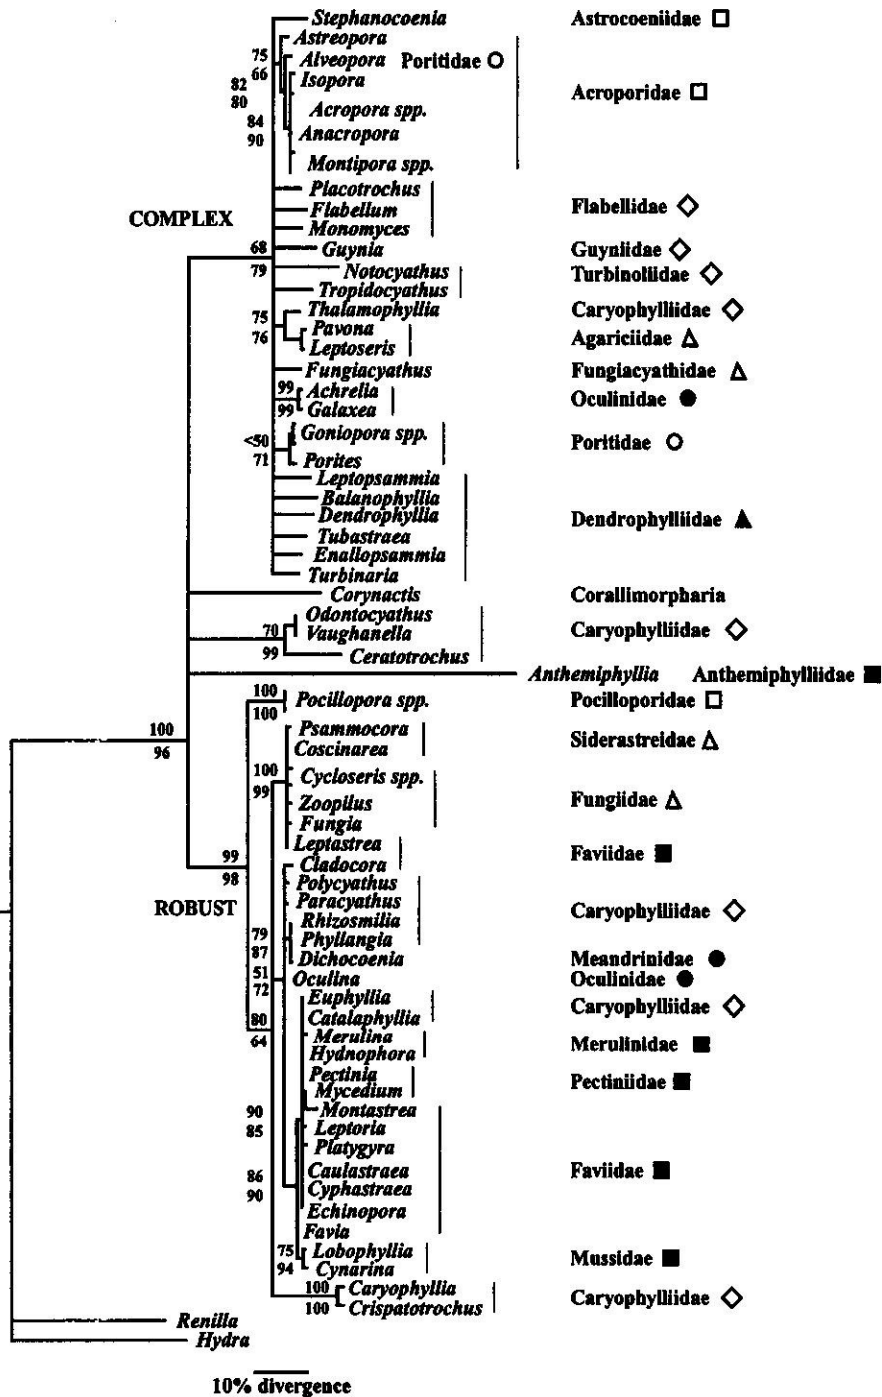 Stephanocoenia Astrocoeniidae
Astreopora
75 Alveopora Poritidae
66 Isopora
82
80 Acropora spp. Acroporidae
84
90 Anacropora
Montipora spp.
Placotrochus
COMPLEX Flabellum Flabellidae
Monomyces
68 Guynia Guyniidae
79 Notocyathus Turbinoliidae
Tropidocyathus
75 Thalamophyllia Caryophylliidae
76 Pavona Agariciidae
Leptoseris
Fungiacyathus Fungiacyathidae
99 Achrelia
99 Galaxea Oculinidae
<50 Goniopora spp.
71 Porites Poritidae
Leptopsammia
Balanophyllia
Dendrophyllia Dendrophylliidae
Tubastraea
Enallopsammia
Turbinaria
Corynactis Corallimorpharia
Odontocyathus
70 Vaughanella Caryophylliidae
99 Ceratotrochus
Anthemiphyllia Anthemiphylliidae
100 Pocillopora spp. Pocilloporidae
100
Psammocora Siderastreidae
100 Coscinarea
96
100 Cycloseris spp.
99 Zoopilus Fungiidae
Fungia
Leptastrea Faviidae
99 Cladocora
98 Polycyathus
ROBUST Paracyathus Caryophylliidae
Rhizosmilia
79 Phyllangia
87 Dichocoenia Meandrinidae
51 Oculina Oculinidae
72 Euphyllia Caryophylliidae
80 Catalaphyllia
64 Merulina Merulinidae
Hydnophora
Pectinia Pectiniidae
Mycedium
90 Montastrea
85 Leptoria
Platygyra
86 Caulastraea Faviidae
90 Cyphastraea
Echinopora
Favia
75 Lobophyllia Mussidae
94 Cynarina
100 Caryophyllia Caryophylliidae
100 Crispatotrochus
Renilla
Hydra
10% divergence